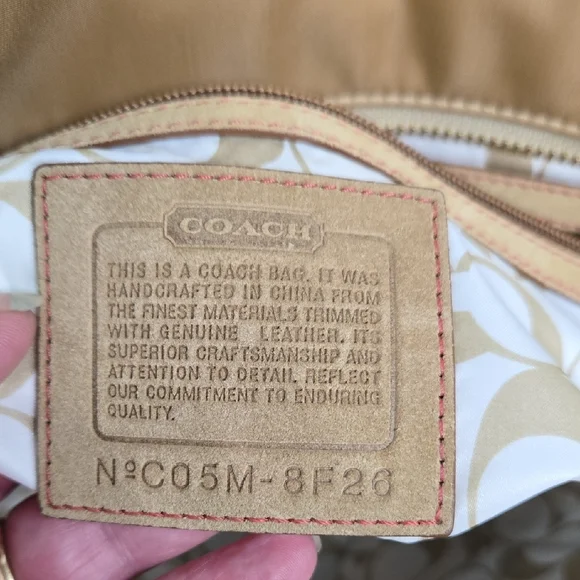 COACH
THIS IS A COACH BAG. IT WAS
HANDCRAFTED IN CHINA FROM
THE FINEST MATERIALS TRIMMED
WITH GENUINE LEATHER. ITS
SUPERIOR CRAFTSMANSHIP AND
ATTENTION TO DETAIL. REFLECT
OUR COMMITMENT TO ENDURING
QUALITY.
NºC05M-8F26